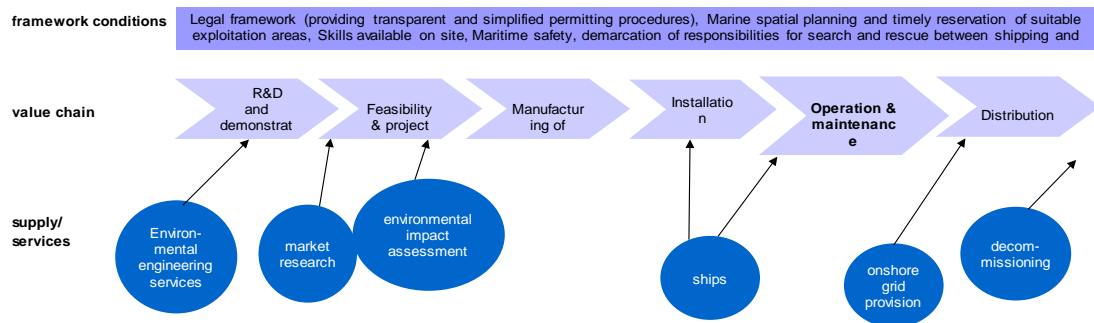 framework conditions
Legal framework (providing transparent and simplified permitting procedures), Marine spatial planning and timely reservation of suitable
exploitation areas, Skills available on site, Maritime safety, demarcation of responsibilities for search and rescue between shipping and
value chain
R&D
and
demonstrat
Feasibility
& project
Manufactur
ing of
Installatio
n
Operation &
maintenanc
e
Distribution
supply/
services
Environ-
mental
engineering
services
market
research
environmental
impact
assessment
ships
onshore
grid
provision
decom-
missioning